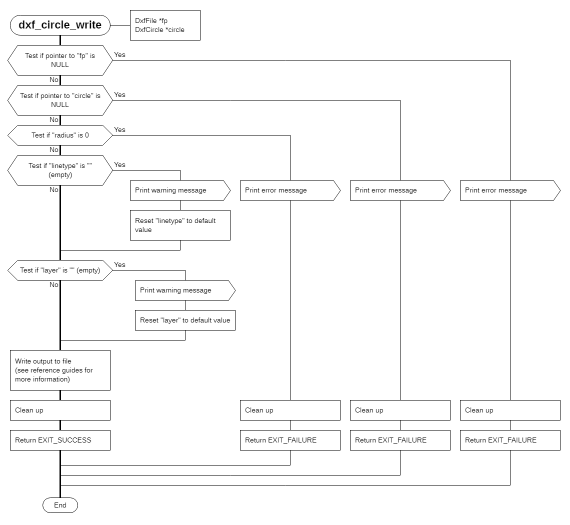 dxf_circle_write
DxfFile *fp
DxfCircle *circle
Test if pointer to "fp" is
NULL
Yes
No
Test if pointer to "circle" is
NULL
Yes
No
Test if "radius" is 0
Yes
No
Test if "linetype" is ""
(empty)
Yes
No
Print warning message
Print error message
Print error message
Print error message
Reset "linetype" to default
value
Test if "layer" is "" (empty)
Yes
No
Print warning message
Reset "layer" to default value
Write output to file
(see reference guides for
more information)
Clean up
Clean up
Clean up
Clean up
Return EXIT_SUCCESS
Return EXIT_FAILURE
Return EXIT_FAILURE
Return EXIT_FAILURE
End